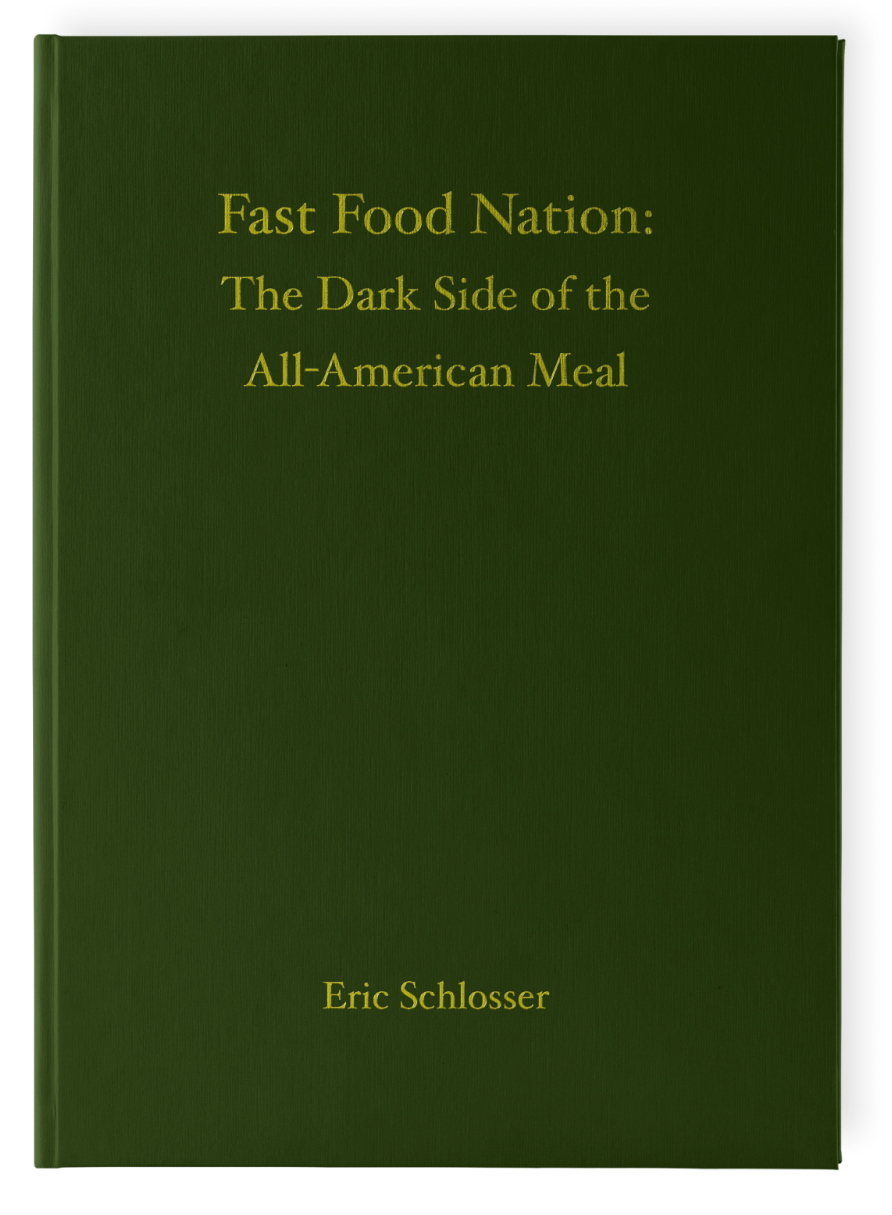 Fast Food Nation:
The Dark Side of the
All-American Meal
Eric Schlosser